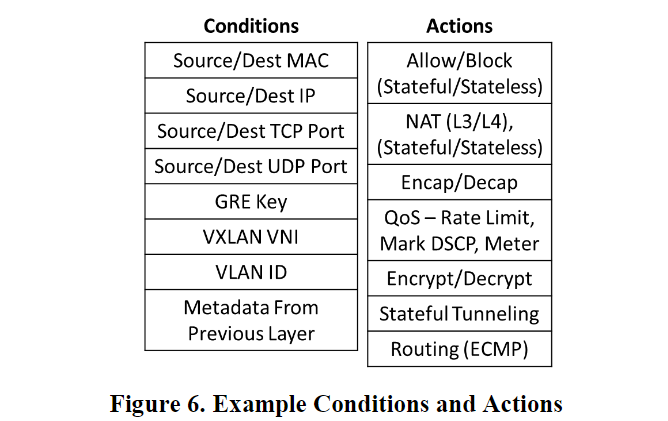 Conditions
Source/Dest MAC
Source/Dest IP
Source/Dest TCP Port
Source/Dest UDP Port
GRE Key
VXLAN VNI
VLAN ID
Metadata From
Previous Layer
Actions
Allow/Block
(Stateful/Stateless)
NAT (L3/L4),
(Stateful/Stateless)
Encap/Decap
QoS – Rate Limit,
Mark DSCP, Meter
Encrypt/Decrypt
Stateful Tunneling
Routing (ECMP)
Figure 6. Example Conditions and Actions